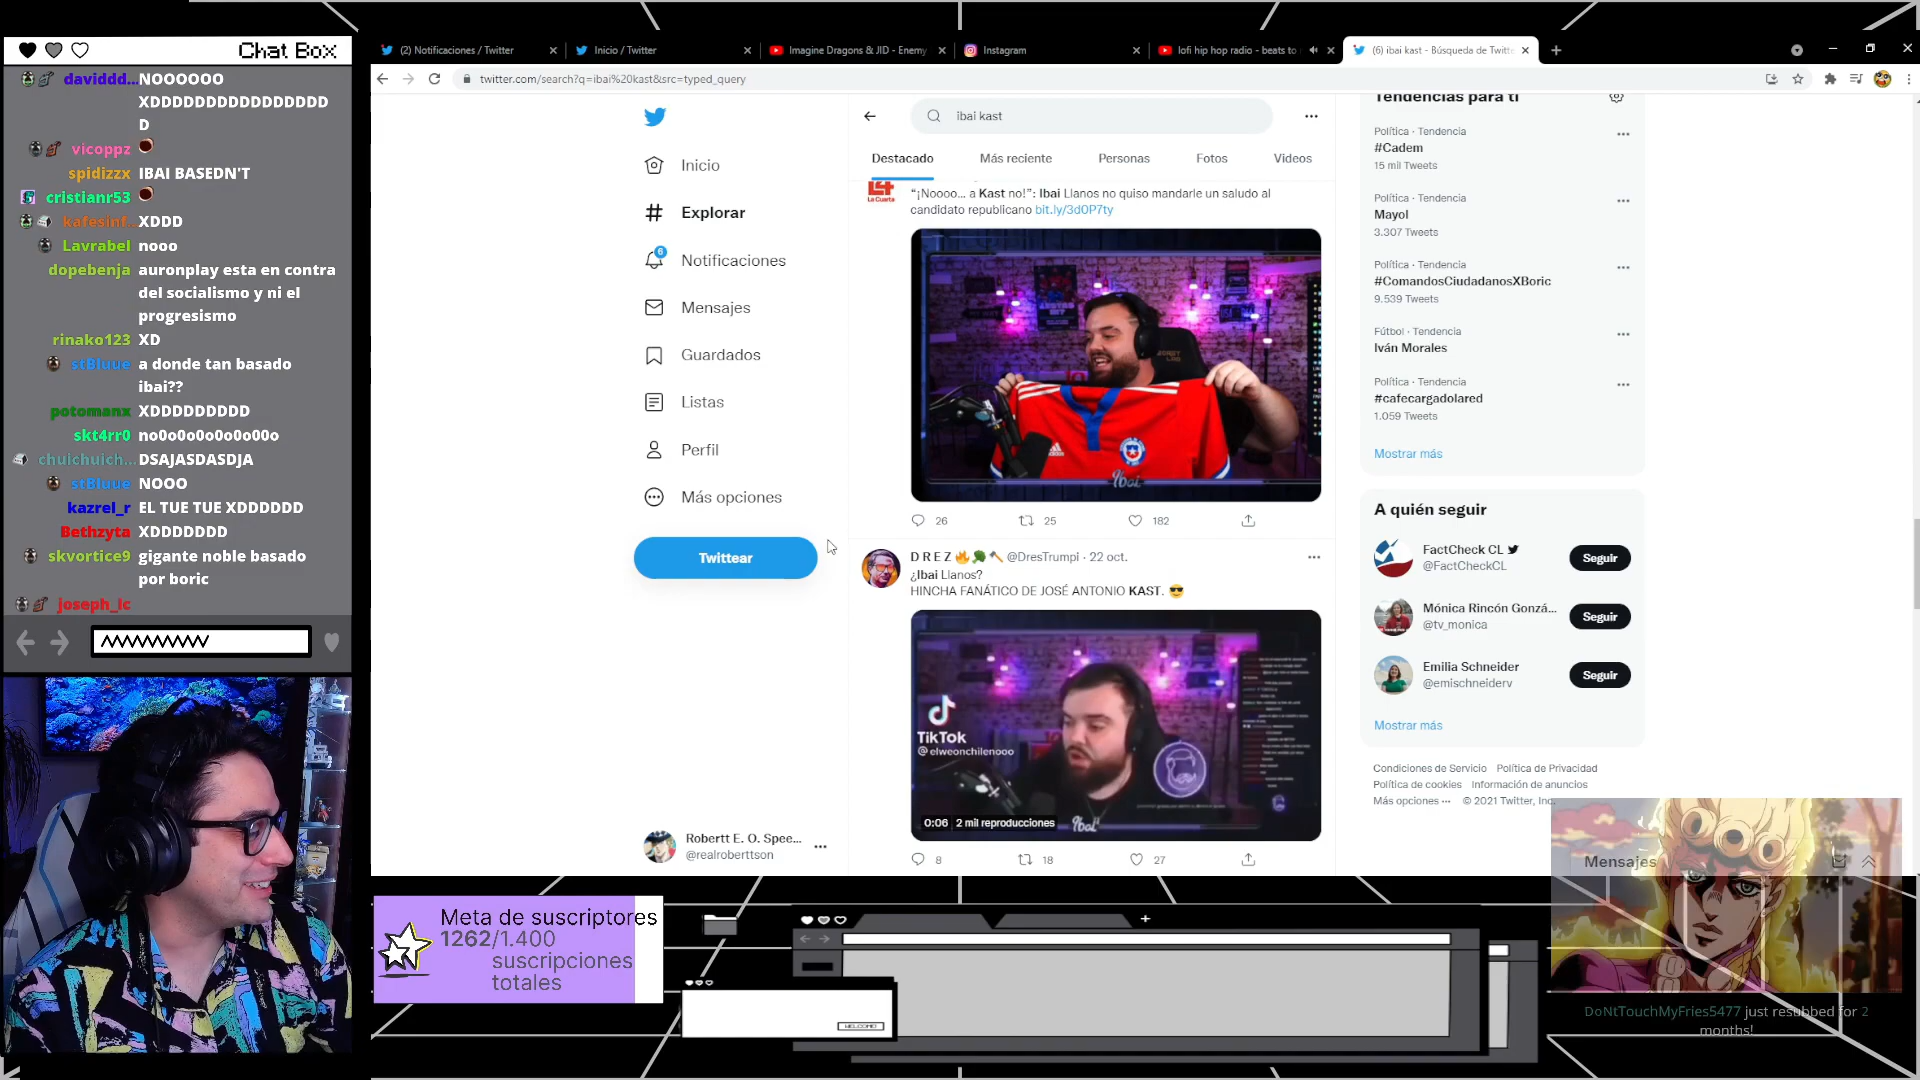 Chat Box
daviddd... NOOOOOO
XDDDDDDDDDDDDDDDDD
D
vicoppz
spidizzx IBAI BASEDN'T
cristianr53
kafesinf... XDDD
Lavrabel nooo
dopebenja auronplay esta en contra
del socialismo y ni el
progresismo
rinako123 XD
stBluue a donde tan basado
ibai??
potomanx XDDDDDDDDD
skt4rr0 no0o0o0o0o0o00o
chuichuich... DSAJASDASDJA
stBluue NOOO
kazrel_r EL TUE TUE XDDDDDD
Bethzyta XDDDDDDDD
skvortice9 gigante noble basado
por boric
joseph_lc
(2) Notificaciones / Twitter
Inicio / Twitter
Imagine Dragons & JID - Enemy
Instagram
lofi hip hop radio - beats to
(6) ibai kast - Búsqueda de Twitte
twitter.com/search?q=ibai%20kast&src=typed_query
Inicio
Explorar
6
Notificaciones
Mensajes
Guardados
Listas
Perfil
Más opciones
Twittear
Robertt E. O. Spee...
@realroberttson
ibai kast
Destacado
Más reciente
Personas
Fotos
Videos
La Cuarta
“¡Noooo... a Kast no!”: Ibai Llanos no quiso mandarle un saludo al
candidato republicano bit.ly/3d0P7ty
Ibai
26
25
182
D R E Z @DresTrumpi · 22 oct.
¿Ibai Llanos?
HINCHA FANÁTICO DE JOSÉ ANTONIO KAST.
TikTok
@elweonchilenooo
0:06 2 mil reproducciones
Ibai
8
18
27
Tendencias para ti
Política · Tendencia
#Cadem
15 mil Tweets
Política · Tendencia
Mayol
3.307 Tweets
Política · Tendencia
#ComandosCiudadanosXBoric
9.539 Tweets
Fútbol · Tendencia
Iván Morales
Política · Tendencia
#cafecargadolared
1.059 Tweets
Mostrar más
A quién seguir
FactCheck CL
@FactCheckCL
Seguir
Mónica Rincón Gonzá...
@tv_monica
Seguir
Emilia Schneider
@emischneiderv
Seguir
Mostrar más
Condiciones de Servicio Política de Privacidad
Política de cookies Información de anuncios
Más opciones ··· © 2021 Twitter, Inc.
Mensajes
Meta de suscriptores
1262/1.400
suscripciones
totales
WELCOME!
DoNtTouchMyFries5477 just resubbed for 2
months!